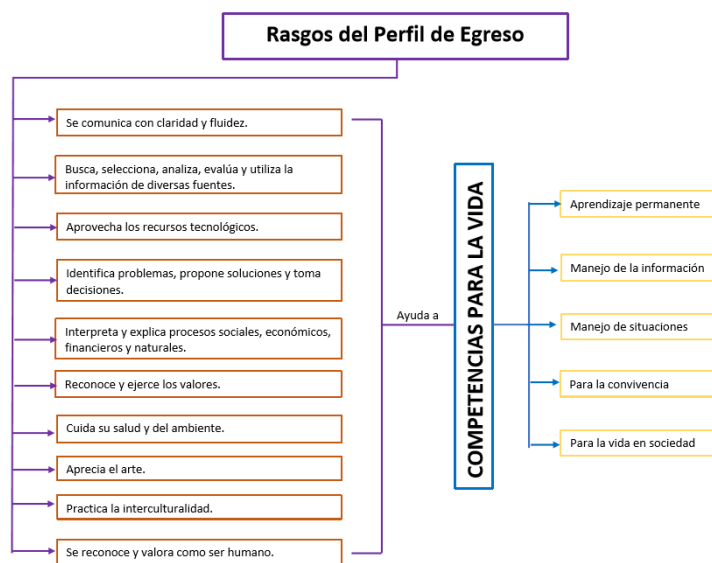 Rasgos del Perfil de Egreso
Se comunica con claridad y fluidez.
Busca, selecciona, analiza, evalúa y utiliza la
información de diversas fuentes.
Aprovecha los recursos tecnológicos.
Identifica problemas, propone soluciones y toma
decisiones.
Interpreta y explica procesos sociales, económicos,
financieros y naturales.
Reconoce y ejerce los valores.
Cuida su salud y del ambiente.
Aprecia el arte.
Practica la interculturalidad.
Se reconoce y valora como ser humano.
Ayuda a
COMPETENCIAS PARA LA VIDA
Aprendizaje permanente
Manejo de la información
Manejo de situaciones
Para la convivencia
Para la vida en sociedad